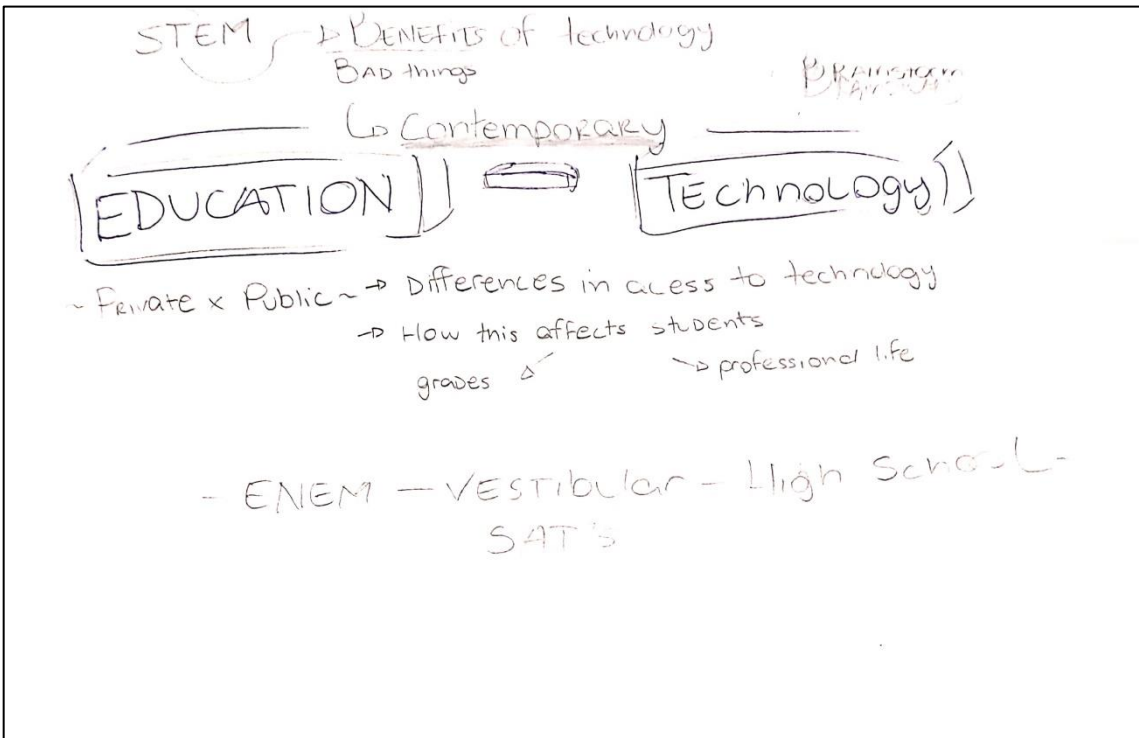 STEM → BENEFITS of technology
BAD things
BRAINSTORM
↳ Contemporary
EDUCATION TEchnology
~ Private x Public ~ → Differences in acess to technology
→ How this affects students
grades professional life
- ENEM - VESTibular - High School -
SAT's